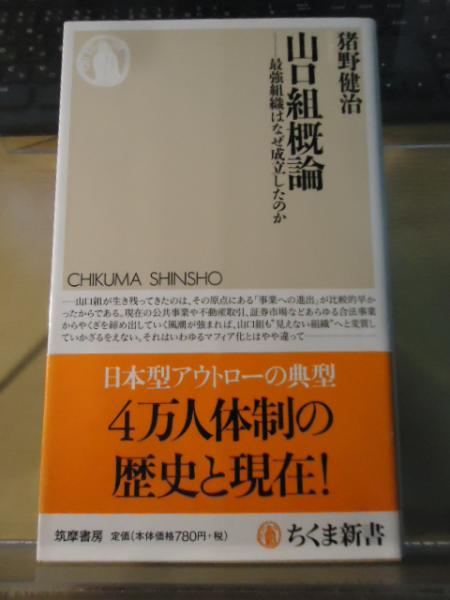 猪野健治
山口組概論
──最強組織はなぜ成立したのか
CHIKUMA SHINSHO
──山口組が生き残ってきたのは、その原点にある「事業への進出」が比較的早か
ったからである。現在の公共事業や不動産取引、証券市場などあらゆる合法事業
からやくざを締め出していく風潮が強まれば、山口組も“見えない組織”へと変質し
ていかざるをえない。それはいわゆるマフィア化とはやや違って──
日本型アウトローの典型
4万人体制の
歴史と現在!
筑摩書房 定価(本体価格780円+税) ちくま新書